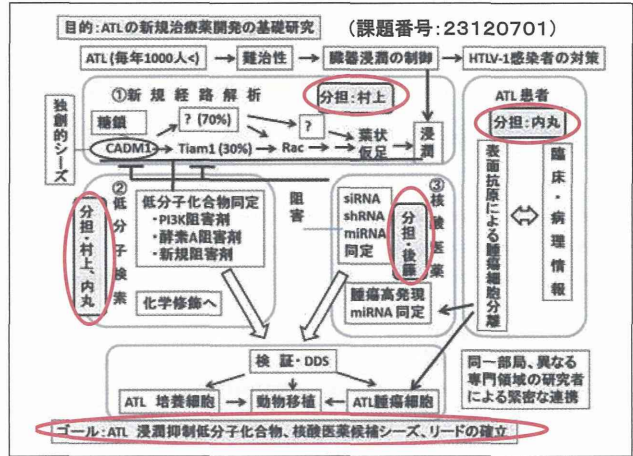 目的：ATLの新規治療薬開発の基礎研究
（課題番号：23120701）
ATL（毎年1000人<）
難治性
臓器浸潤の制御
HTLV-1感染者の対策
①新規経路解析
分担：村上
独創的シーズ
糖鎖
？(70%)
？
CADM1
Tiam1 (30%)
Rac
葉状
仮足
浸潤
ATL 患者
分担：内丸
表面抗原による腫瘍細胞分離
臨床・病理情報
②低分子検索
分担・村上、内丸
低分子化合物同定
・PI3K阻害剤
・酵素A阻害剤
・新規阻害剤
化学修飾へ
阻害
siRNA
shRNA
miRNA
同定
③核酸医薬
分担・後藤
腫瘍高発現
miRNA 同定
検証・DDS
ATL 培養細胞
動物移植
ATL腫瘍細胞
同一部局、異なる
専門領域の研究者
による緊密な連携
ゴール：ATL 浸潤抑制低分子化合物、核酸医薬候補シーズ、リードの確立